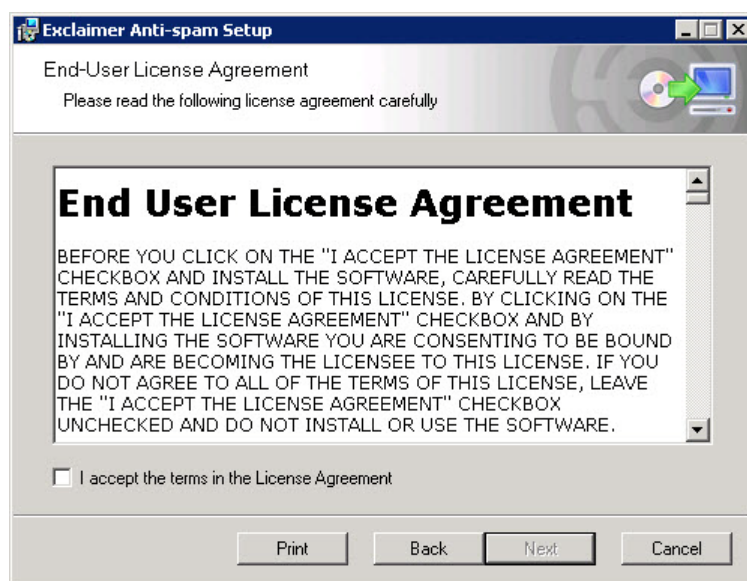 Exclaimer Anti-spam Setup
End-User License Agreement
Please read the following license agreement carefully
End User License Agreement
BEFORE YOU CLICK ON THE "I ACCEPT THE LICENSE AGREEMENT"
CHECKBOX AND INSTALL THE SOFTWARE, CAREFULLY READ THE
TERMS AND CONDITIONS OF THIS LICENSE. BY CLICKING ON THE
"I ACCEPT THE LICENSE AGREEMENT" CHECKBOX AND BY
INSTALLING THE SOFTWARE YOU ARE CONSENTING TO BE BOUND
BY AND ARE BECOMING THE LICENSEE TO THIS LICENSE. IF YOU
DO NOT AGREE TO ALL OF THE TERMS OF THIS LICENSE, LEAVE
THE "I ACCEPT THE LICENSE AGREEMENT" CHECKBOX
UNCHECKED AND DO NOT INSTALL OR USE THE SOFTWARE.
I accept the terms in the License Agreement
Print Back Next Cancel